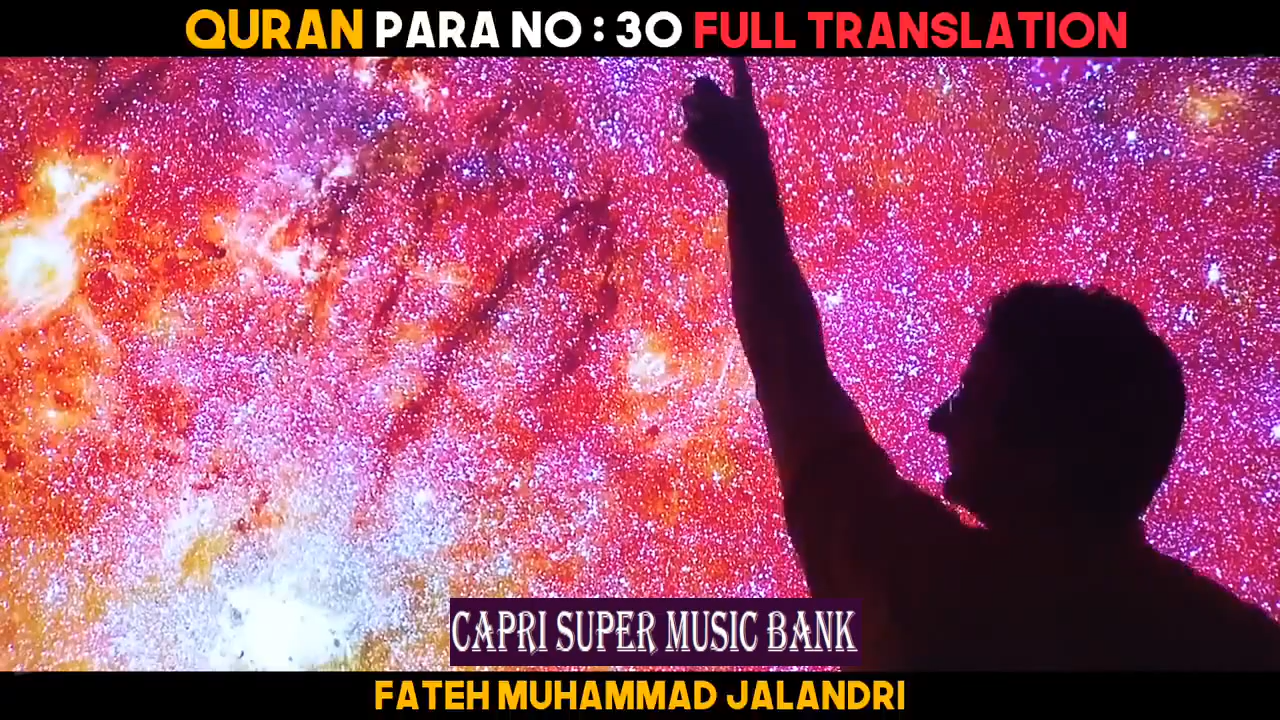 QURAN PARA NO : 30 FULL TRANSLATION
CAPRI SUPER MUSIC BANK
FATEH MUHAMMAD JALANDRI